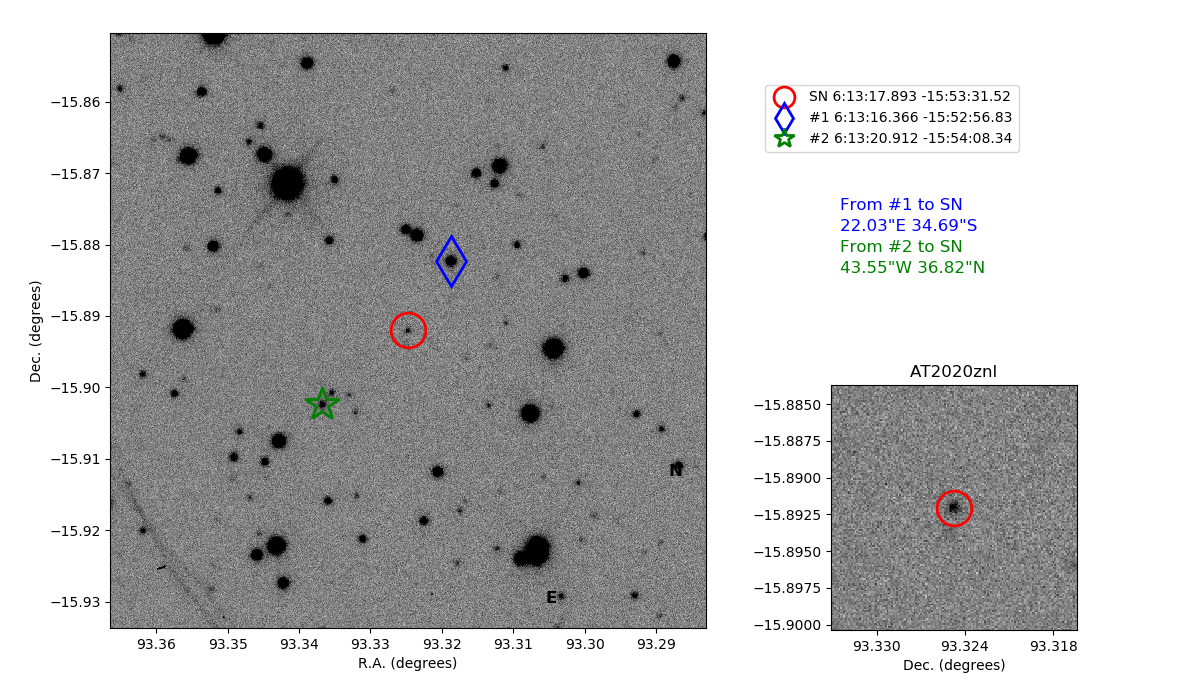 −15.86
−15.87
−15.88
−15.89
−15.90
−15.91
−15.92
−15.93
Dec. (degrees)
93.36
93.35
93.34
93.33
93.32
93.31
93.30
93.29
R.A. (degrees)
N
E
SN 6:13:17.893 -15:53:31.52
#1 6:13:16.366 -15:52:56.83
#2 6:13:20.912 -15:54:08.34
From #1 to SN
22.03"E 34.69"S
From #2 to SN
43.55"W 36.82"N
AT2020znl
−15.8850
−15.8875
−15.8900
−15.8925
−15.8950
−15.8975
−15.9000
93.330
93.324
93.318
Dec. (degrees)